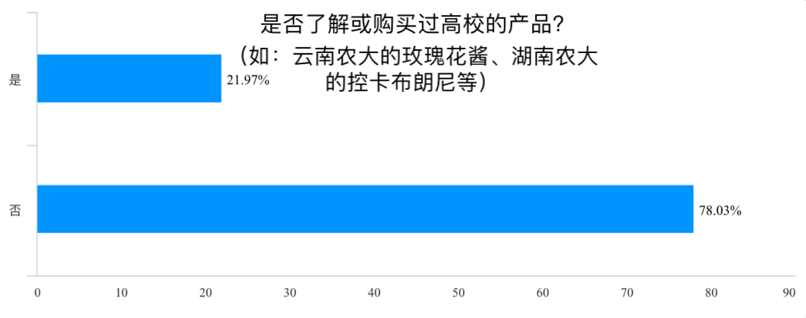 是否了解或购买过高校的产品?
（如：云南农大的玫瑰花酱、湖南农大
的控卡布朗尼等）
是
21.97%
否
78.03%
0 10 20 30 40 50 60 70 80 90